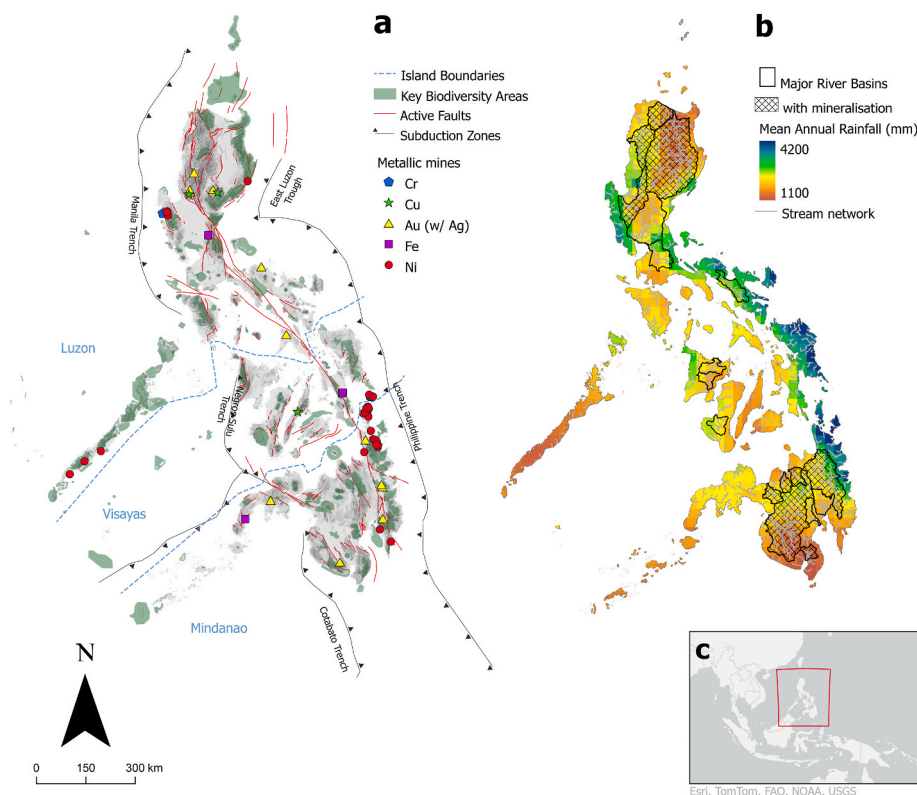 a
Island Boundaries
Key Biodiversity Areas
Active Faults
Subduction Zones
Metallic mines
Cr
Cu
Au (w/ Ag)
Fe
Ni
Manila Trench
East Luzon
Trough
Luzon
Negros-Sulu
Trench
Philippine Trench
Visayas
Mindanao
Cotabato Trench
N
0 150 300 km
b
Major River Basins
with mineralisation
Mean Annual Rainfall (mm)
4200
1100
Stream network
c
Esri, TomTom, FAO, NOAA, USGS